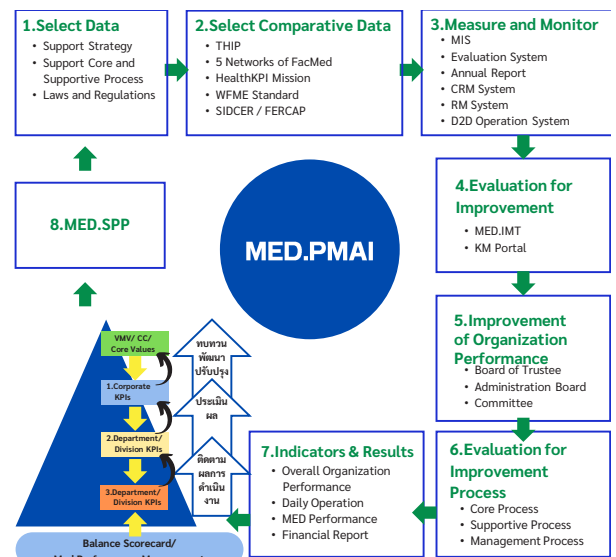 1.Select Data
• Support Strategy
• Support Core and
Supportive Process
• Laws and Regulations
2.Select Comparative Data
• THIP
• 5 Networks of FacMed
• HealthKPI Mission
• WFME Standard
• SIDCER / FERCAP
3.Measure and Monitor
• MIS
• Evaluation System
• Annual Report
• CRM System
• RM System
• D2D Operation System
4.Evaluation for
Improvement
• MED.IMT
• KM Portal
5.Improvement
of Organization
Performance
• Board of Trustee
• Administration Board
• Committee
6.Evaluation for
Improvement
Process
• Core Process
• Supportive Process
• Management Process
7.Indicators & Results
• Overall Organization
Performance
• Daily Operation
• MED Performance
• Financial Report
8.MED.SPP
MED.PMAI
VMV/ CC/
Core Values
1.Corporate
KPIs
2.Department/
Division KPIs
3.Department/
Division KPIs
ทบทวน
พัฒนา
ปรับปรุง
ประเมิน
ผล
ติดตาม
ผลการ
ดำเนิน
งาน
Balance Scorecard/